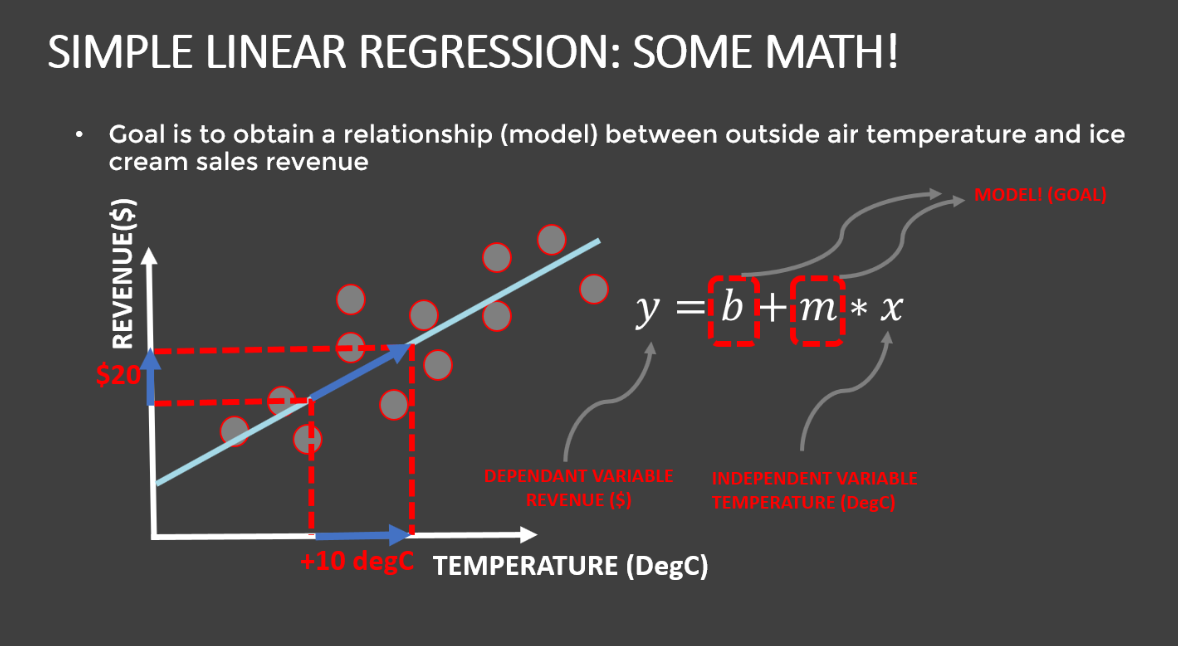 SIMPLE LINEAR REGRESSION: SOME MATH!
• Goal is to obtain a relationship (model) between outside air temperature and ice
cream sales revenue
REVENUE($)
$20
+10 degC
TEMPERATURE (DegC)
MODEL! (GOAL)
y = b + m * x
DEPENDANT VARIABLE
REVENUE ($)
INDEPENDENT VARIABLE
TEMPERATURE (DegC)